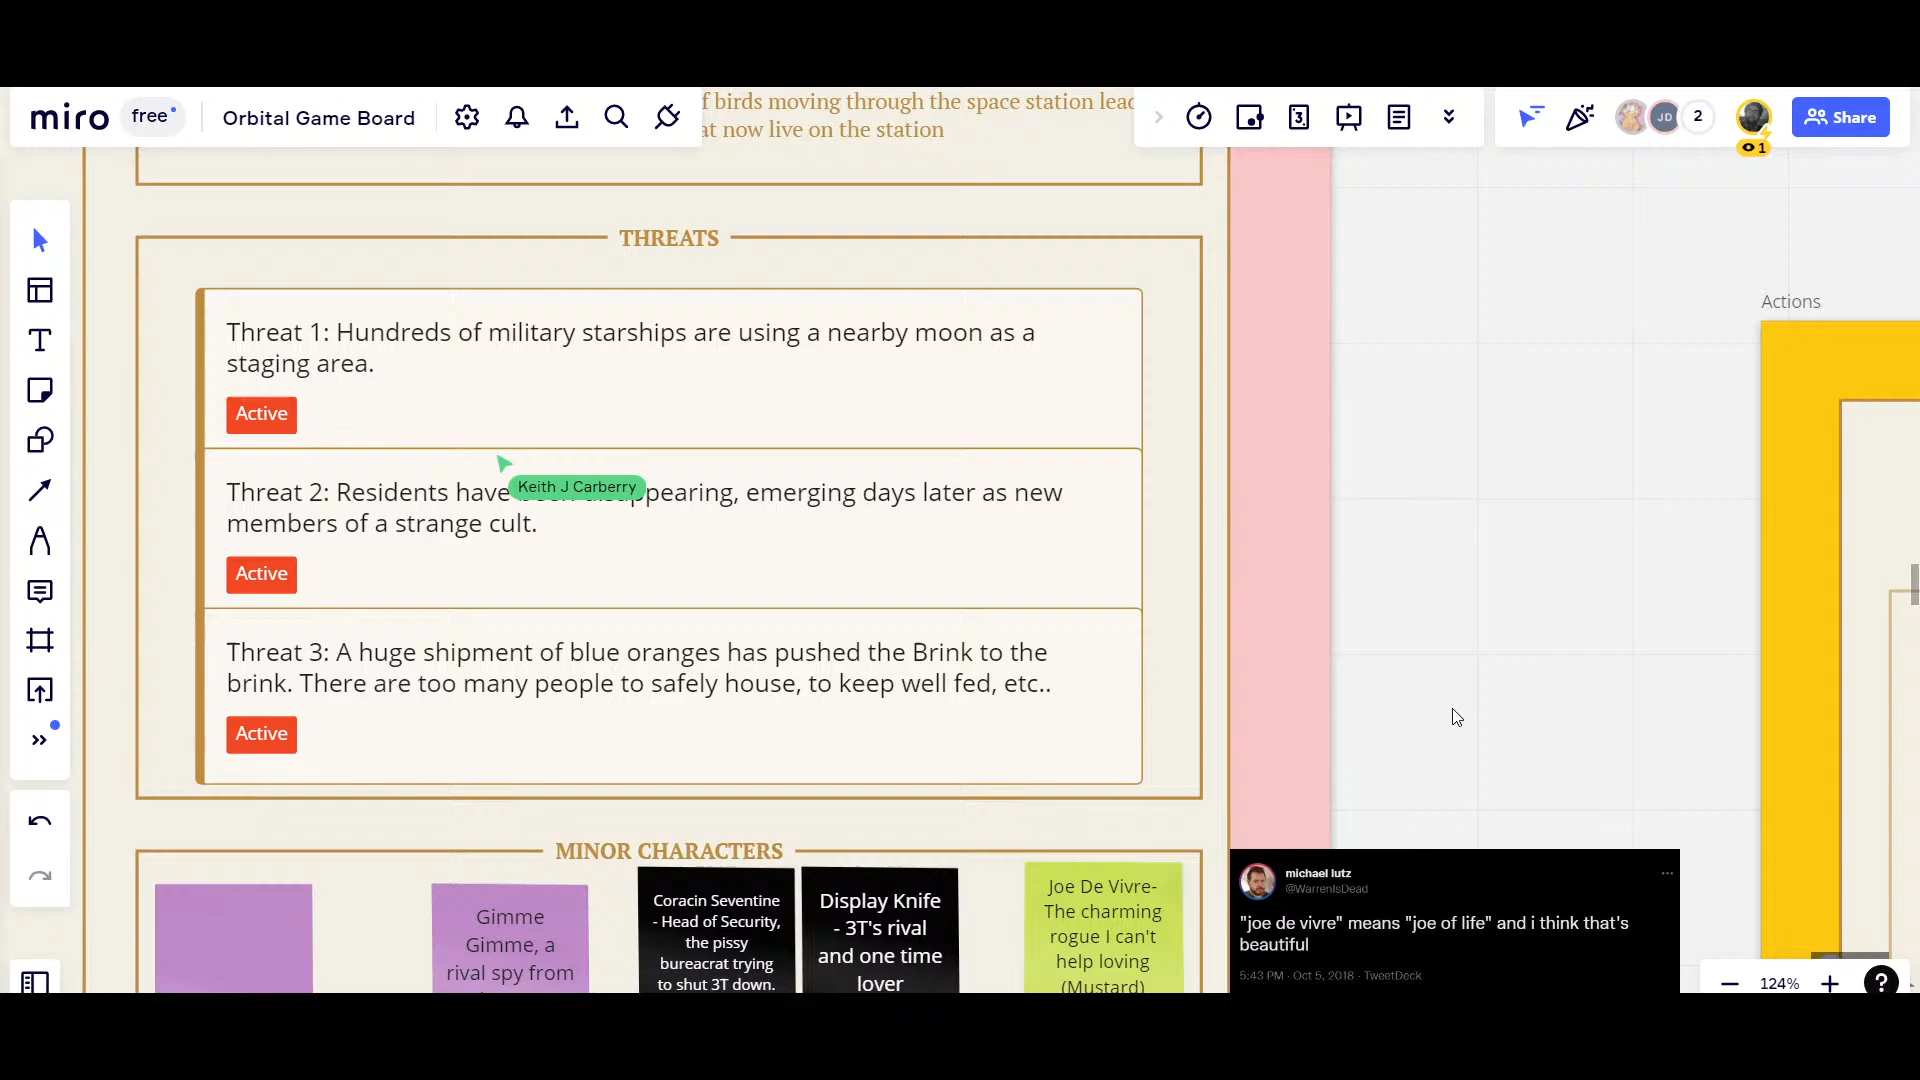 miro free Orbital Game Board
f birds moving through the space station leac
at now live on the station
3
JD 2
1
Share
THREATS
Threat 1: Hundreds of military starships are using a nearby moon as a
staging area.
Active
Keith J Carberry
Threat 2: Residents have disappearing, emerging days later as new
members of a strange cult.
Active
Threat 3: A huge shipment of blue oranges has pushed the Brink to the
brink. There are too many people to safely house, to keep well fed, etc..
Active
Actions
MINOR CHARACTERS
Gimme
Gimme, a
rival spy from
Coracin Seventine
- Head of Security,
the pissy
bureacrat trying
to shut 3T down.
Display Knife
- 3T's rival
and one time
lover
Joe De Vivre-
The charming
rogue I can't
help loving
(Mustard)
michael lutz
@WarrenIsDead
"joe de vivre" means "joe of life" and i think that's
beautiful
5:43 PM · Oct 5, 2018 · TweetDeck
124%
?